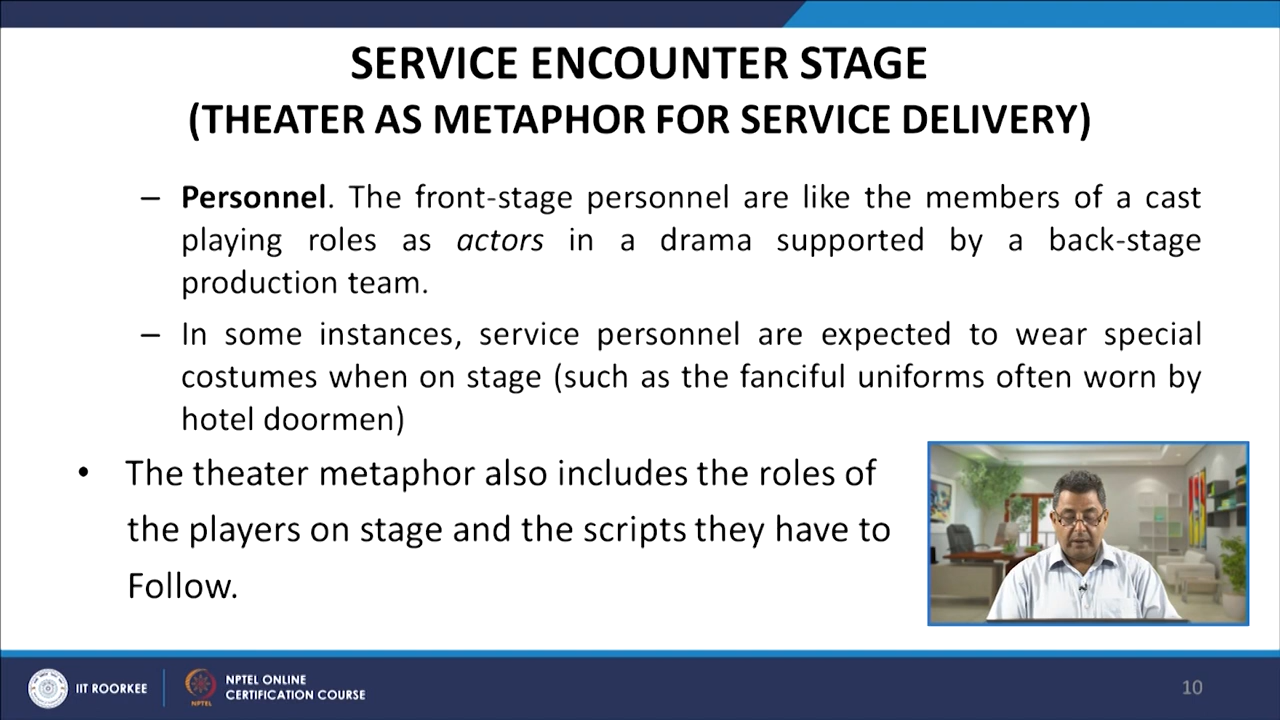 SERVICE ENCOUNTER STAGE
(THEATER AS METAPHOR FOR SERVICE DELIVERY)
– Personnel. The front-stage personnel are like the members of a cast
playing roles as actors in a drama supported by a back-stage
production team.
– In some instances, service personnel are expected to wear special
costumes when on stage (such as the fanciful uniforms often worn by
hotel doormen)
• The theater metaphor also includes the roles of
the players on stage and the scripts they have to
Follow.
IIT ROORKEE
NPTEL
NPTEL ONLINE
CERTIFICATION COURSE
10